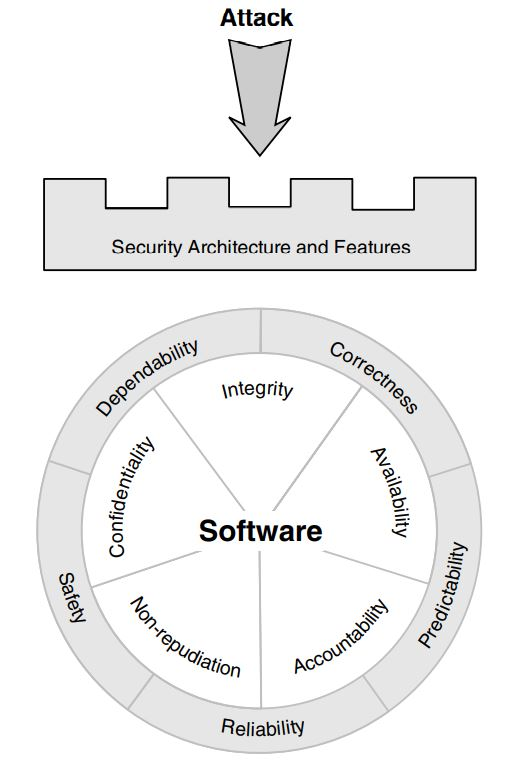 Attack
Security Architecture and Features
Dependability
Correctness
Integrity
Confidentiality
Availability
Software
Safety
Predictability
Non-repudiation
Accountability
Reliability